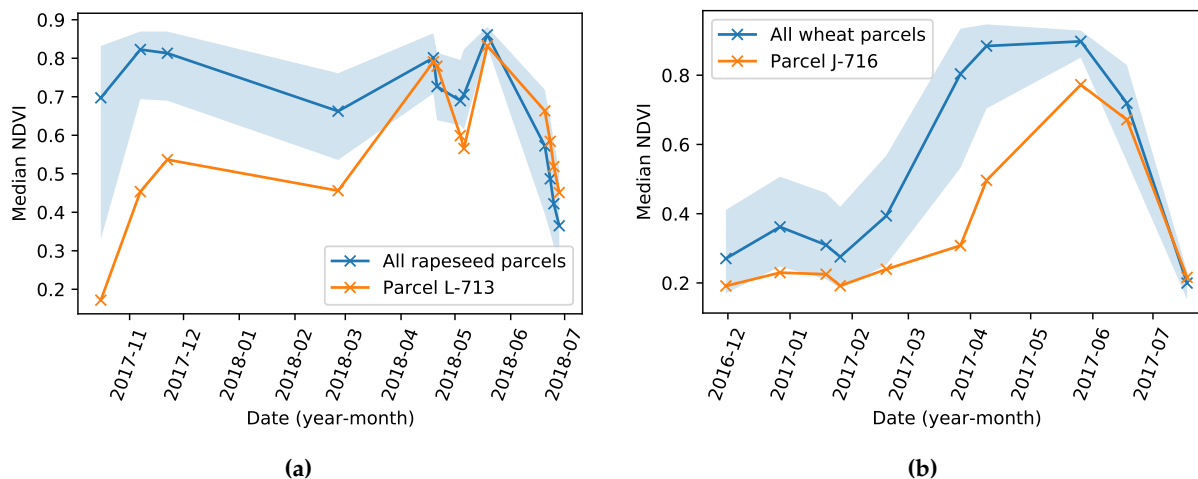 0.9
0.8
0.7
0.6
0.5
0.4
0.3
0.2
Median NDVI
All rapeseed parcels
Parcel L-713
2017-11
2017-12
2018-01
2018-02
2018-03
2018-04
2018-05
2018-06
2018-07
Date (year-month)
(a)
0.8
0.6
0.4
0.2
Median NDVI
All wheat parcels
Parcel J-716
2016-12
2017-01
2017-02
2017-03
2017-04
2017-05
2017-06
2017-07
Date (year-month)
(b)